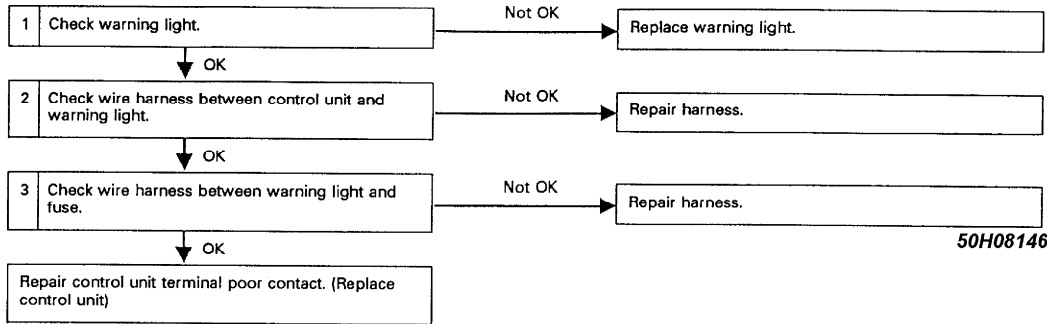 1 Check warning light.
Not OK
Replace warning light.
OK
2 Check wire harness between control unit and
warning light.
Not OK
Repair harness.
OK
3 Check wire harness between warning light and
fuse.
Not OK
Repair harness.
50H08146
OK
Repair control unit terminal poor contact. (Replace
control unit)